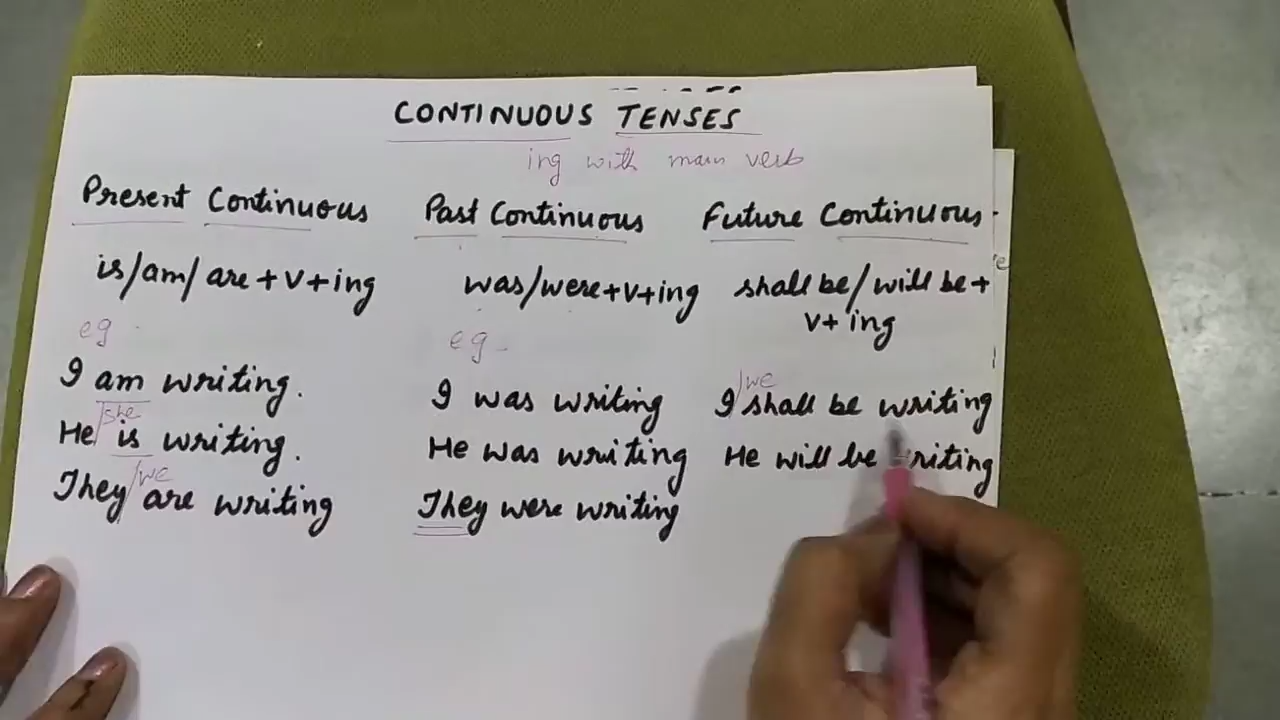 CONTINUOUS TENSES
ing with main verb
Present Continuous
is/am/are+V+ing
eg
I am writing.
/she
He is writing.
/we
They are writing
Past Continuous
was/were+V+ing
eg-
I was writing
He was writing
They were writing
Future Continuous
shall be/will be+
V+ ing
/we
I shall be writing
He will be writing